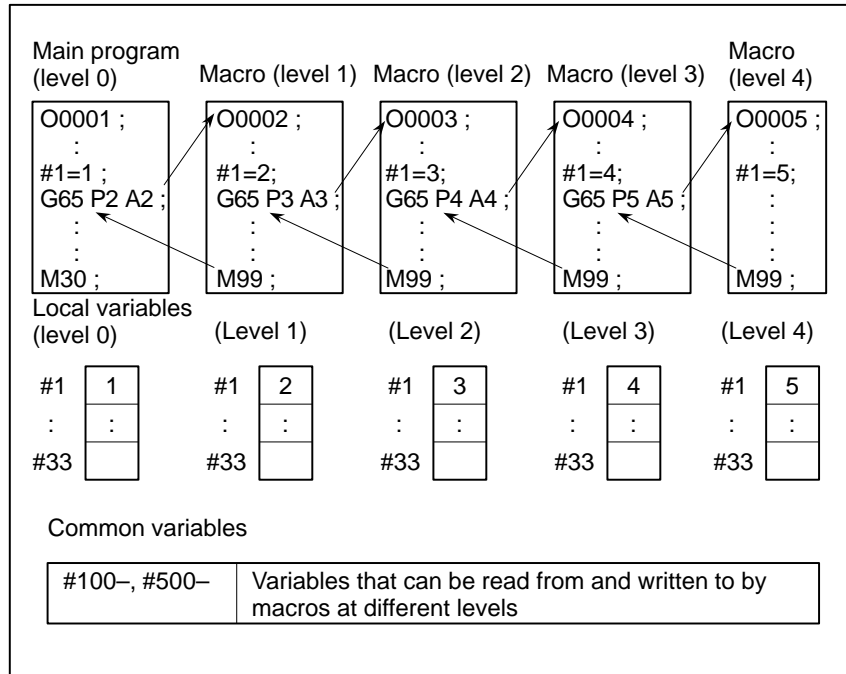 Main program
(level 0)
Macro (level 1)
Macro (level 2)
Macro (level 3)
Macro
(level 4)
O0001 ;
:
#1=1 ;
G65 P2 A2 ;
:
:
M30 ;
O0002 ;
:
#1=2;
G65 P3 A3 ;
:
:
M99 ;
O0003 ;
:
#1=3;
G65 P4 A4 ;
:
:
M99 ;
O0004 ;
:
#1=4;
G65 P5 A5 ;
:
:
M99 ;
O0005 ;
:
#1=5;
:
:
:
M99 ;
Local variables
(level 0)
(Level 1)
(Level 2)
(Level 3)
(Level 4)
#1 1
: :
#33
#1 2
: :
#33
#1 3
: :
#33
#1 4
: :
#33
#1 5
: :
#33
Common variables
#100–, #500–
Variables that can be read from and written to by
macros at different levels